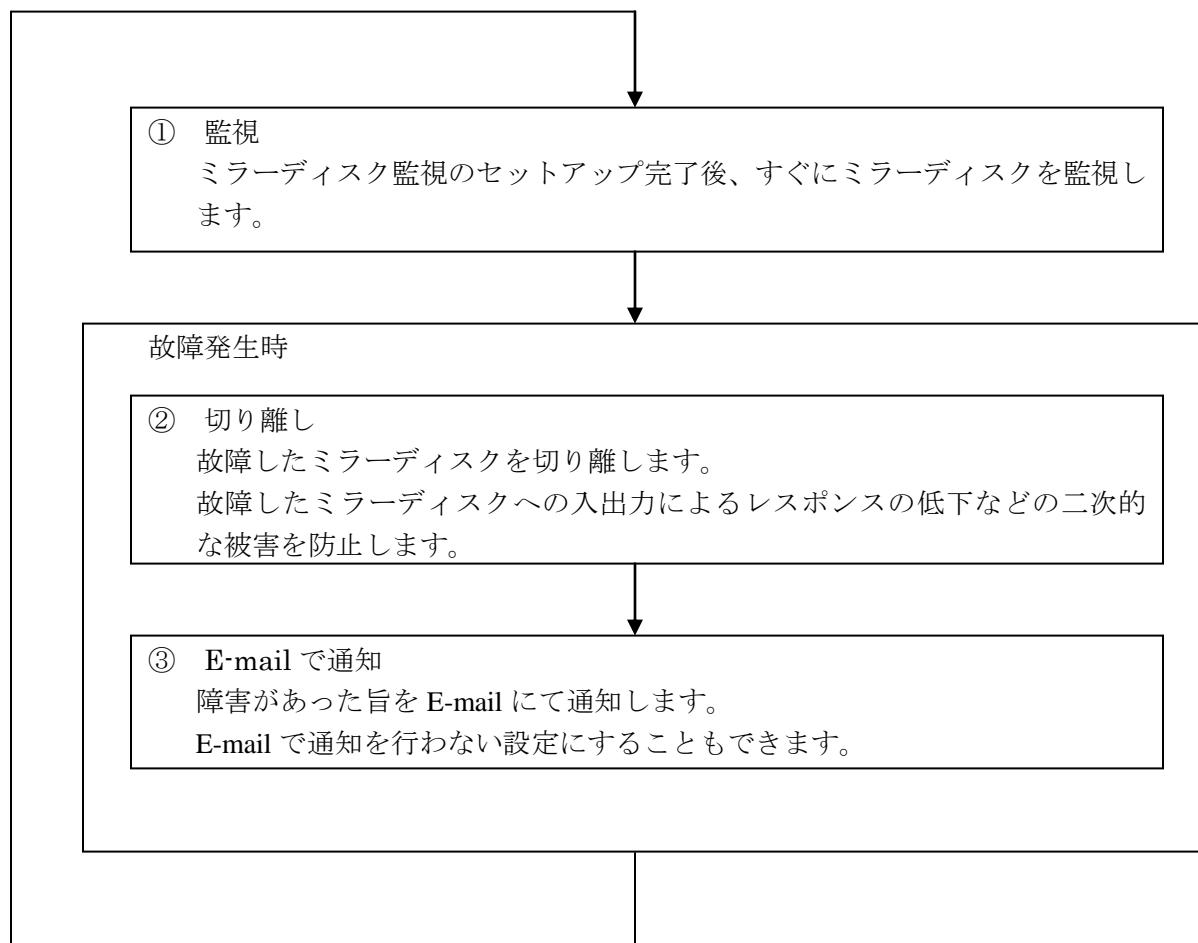 ① 監視
ミラーディスク監視のセットアップ完了後、すぐにミラーディスクを監視し
ます。
故障発生時
② 切り離し
故障したミラーディスクを切り離します。
故障したミラーディスクへの入出力によるレスポンスの低下などの二次的
な被害を防止します。
③ E-mail で通知
障害があった旨を E-mail にて通知します。
E-mail で通知を行わない設定にすることもできます。